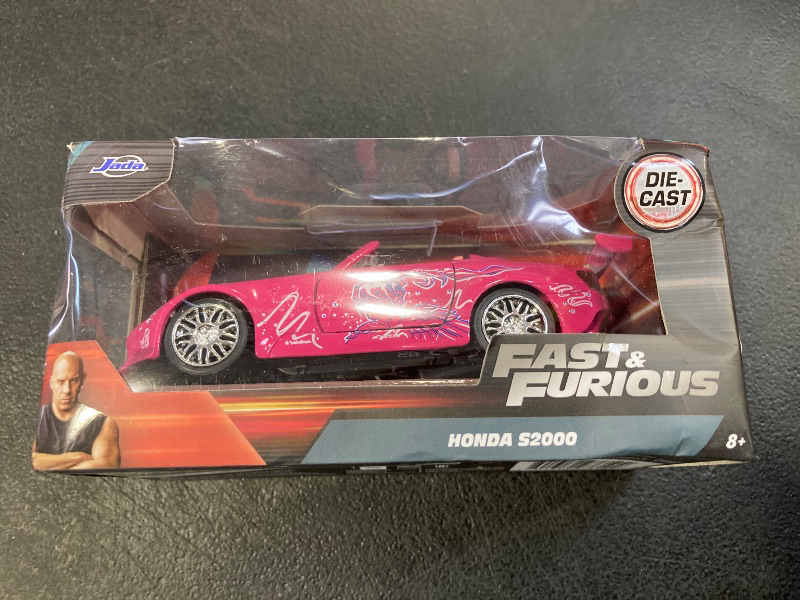 Jada
DIE-
CAST
FAST &
FURIOUS
HONDA S2000
8+